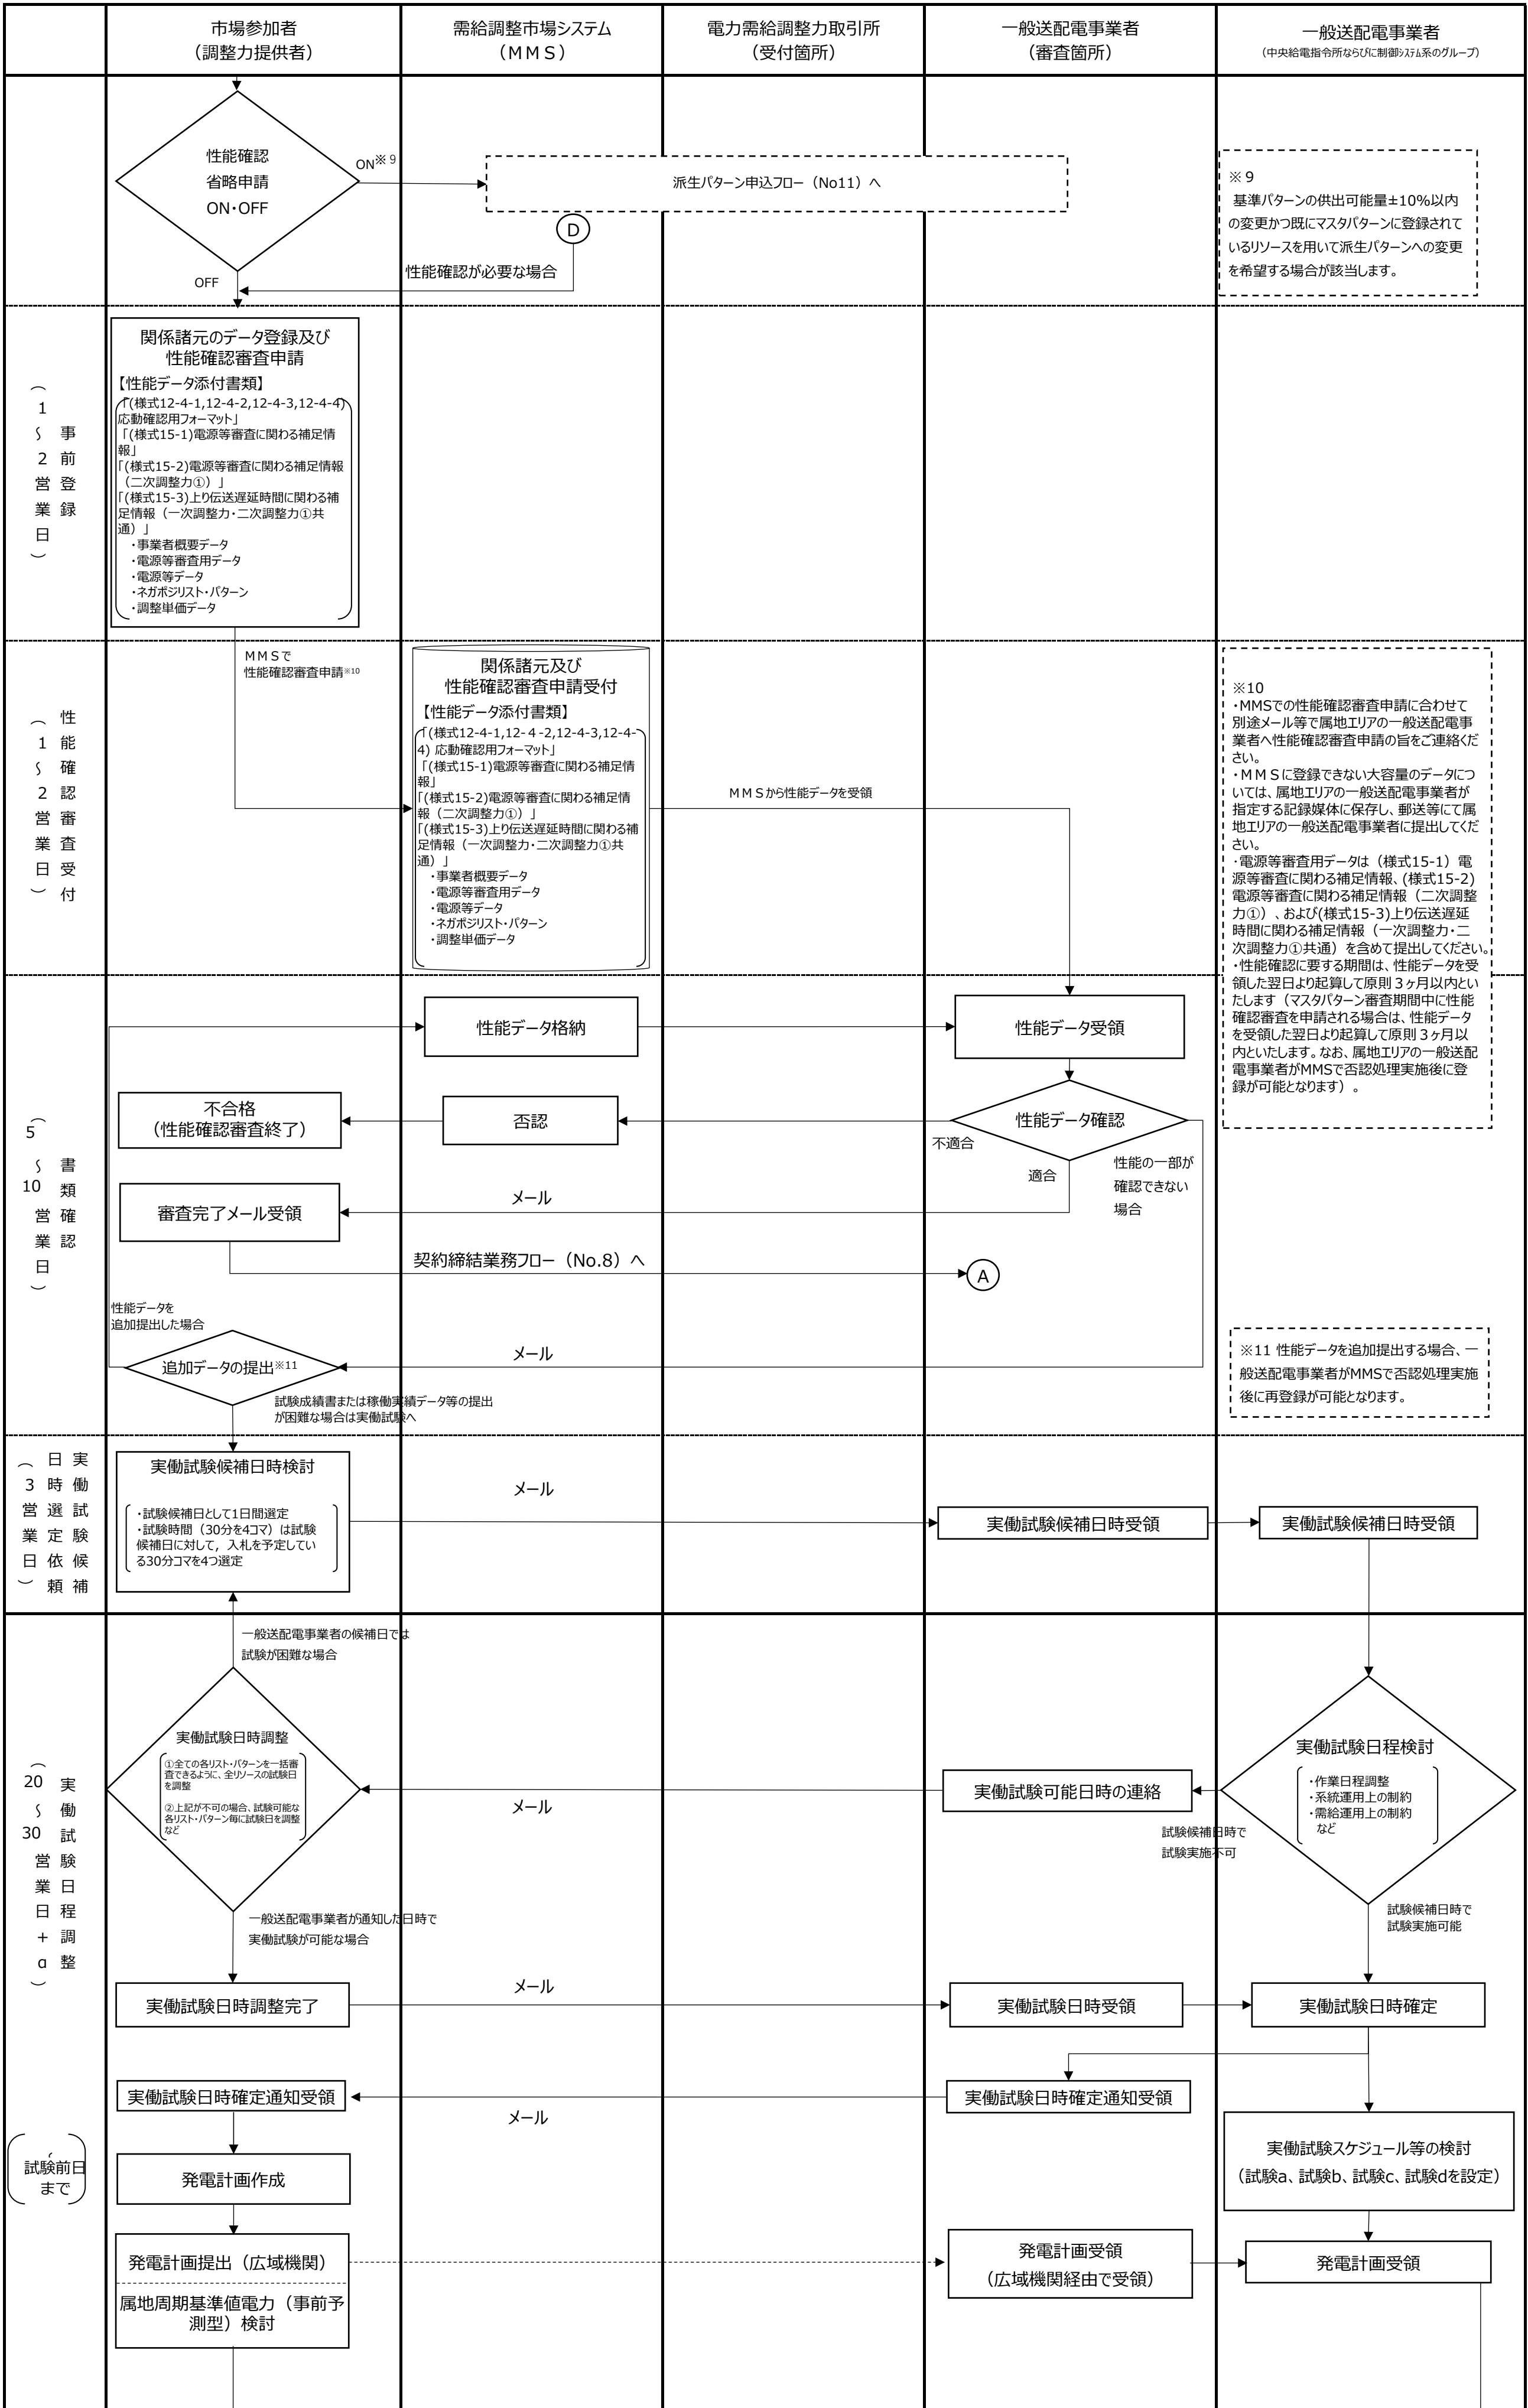 市場参加者
（調整力提供者）
需給調整市場システム
（ＭＭＳ）
電力需給調整力取引所
（受付箇所）
一般送配電事業者
（審査箇所）
一般送配電事業者
（中央給電指令所ならびに制御システム系のグループ）
性能確認
省略申請
ON・OFF
ON※９
派生パターン申込フロー（No11）へ
D
性能確認が必要な場合
OFF
※９
基準パターンの供出可能量±10％以内
の変更かつ既にマスタパターンに登録されて
いるリソースを用いて派生パターンへの変更
を希望する場合が該当します。
事前登録
（１～２営業日）
関係諸元のデータ登録及び
性能確認審査申請
【性能データ添付書類】
「(様式12-4-1,12-4-2,12-4-3,12-4-4)
応動確認用フォーマット」
「(様式15-1)電源等審査に関わる補足情
報」
「(様式15-2)電源等審査に関わる補足情報
（二次調整力①）」
「(様式15-3)上り伝送遅延時間に関わる補
足情報（一次調整力・二次調整力①共
通）」
・事業者概要データ
・電源等審査用データ
・電源等データ
・ネガポジリスト・パターン
・調整単価データ
性能確認審査受付
（１～２営業日）
ＭＭＳで
性能確認審査申請※10
関係諸元及び
性能確認審査申請受付
【性能データ添付書類】
「(様式12-4-1,12-４-2,12-4-3,12-4-
4) 応動確認用フォーマット」
「(様式15-1)電源等審査に関わる補足情
報」
「(様式15-2)電源等審査に関わる補足情
報（二次調整力①）」
「(様式15-3)上り伝送遅延時間に関わる補
足情報（一次調整力・二次調整力①共
通）」
・事業者概要データ
・電源等審査用データ
・電源等データ
・ネガポジリスト・パターン
・調整単価データ
ＭＭＳから性能データを受領
※10
・MMSでの性能確認審査申請に合わせて
別途メール等で属地エリアの一般送配電事
業者へ性能確認審査申請の旨をご連絡くだ
さい。
・ＭＭＳに登録できない大容量のデータにつ
いては、属地エリアの一般送配電事業者が
指定する記録媒体に保存し、郵送等にて属
地エリアの一般送配電事業者に提出してくだ
さい。
・電源等審査用データは（様式15-1）電
源等審査に関わる補足情報、(様式15-2)
電源等審査に関わる補足情報（二次調整
力①）、および(様式15-3)上り伝送遅延
時間に関わる補足情報（一次調整力・二
次調整力①共通）を含めて提出してください。
・性能確認に要する期間は、性能データを受
領した翌日より起算して原則３ヶ月以内とい
たします（マスタパターン審査期間中に性能
確認審査を申請される場合は、性能データ
を受領した翌日より起算して原則３ヶ月以
内といたします。なお、属地エリアの一般送配
電事業者がMMSで否認処理実施後に登
録が可能となります）。
書類確認
（5～10営業日）
性能データ格納
性能データ受領
不合格
（性能確認審査終了）
否認
性能データ確認
不適合
適合
性能の一部が
確認できない
場合
審査完了メール受領
メール
契約締結業務フロー（No.8）へ
A
性能データを
追加提出した場合
追加データの提出※11
メール
試験成績書または稼働実績データ等の提出
が困難な場合は実働試験へ
※11 性能データを追加提出する場合、一
般送配電事業者がMMSで否認処理実施
後に再登録が可能となります。
実働試験候補
日時選定依頼
（３営業日）
実働試験候補日時検討
・試験候補日として1日間選定
・試験時間（30分を4コマ）は試験
候補日に対して，入札を予定してい
る30分コマを4つ選定
メール
実働試験候補日時受領
実働試験候補日時受領
一般送配電事業者の候補日では
試験が困難な場合
実働試験日程調整
（20～30営業日＋α）
実働試験日時調整
①全ての各リスト・パターンを一括審
査できるように、全リソースの試験日
を調整
②上記が不可の場合、試験可能な
各リスト・パターン毎に試験日を調整
など
メール
実働試験可能日時の連絡
実働試験日程検討
・作業日程調整
・系統運用上の制約
・需給運用上の制約
など
試験候補日時で
試験実施不可
試験候補日時で
試験実施可能
一般送配電事業者が通知した日時で
実働試験が可能な場合
実働試験日時調整完了
メール
実働試験日時受領
実働試験日時確定
実働試験日時確定通知受領
メール
実働試験日時確定通知受領
～
試験前日
まで
発電計画作成
実働試験スケジュール等の検討
（試験a、試験b、試験c、試験dを設定）
発電計画提出（広域機関）
属地周期基準値電力（事前予
測型）検討
発電計画受領
（広域機関経由で受領）
発電計画受領